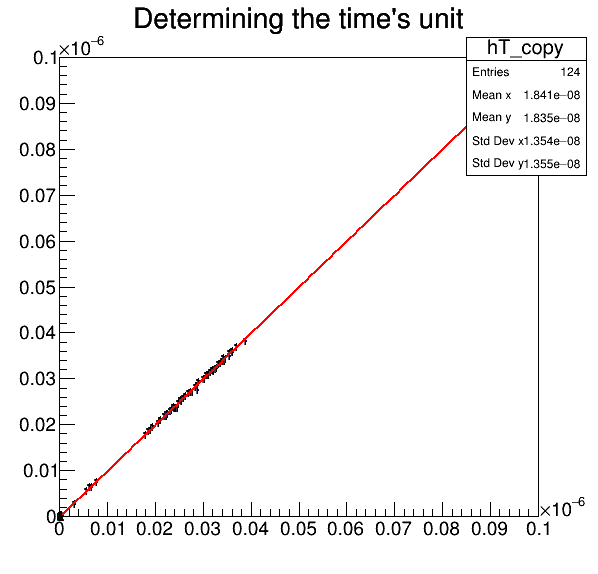 Determining the time's unit
×10⁻⁶
hT_copy
Entries 124
Mean x 1.841e−08
Mean y 1.835e−08
Std Dev x1.354e−08
Std Dev y1.355e−08
0.1
0.09
0.08
0.07
0.06
0.05
0.04
0.03
0.02
0.01
0
0 0.01 0.02 0.03 0.04 0.05 0.06 0.07 0.08 0.09 0.1
×10⁻⁶